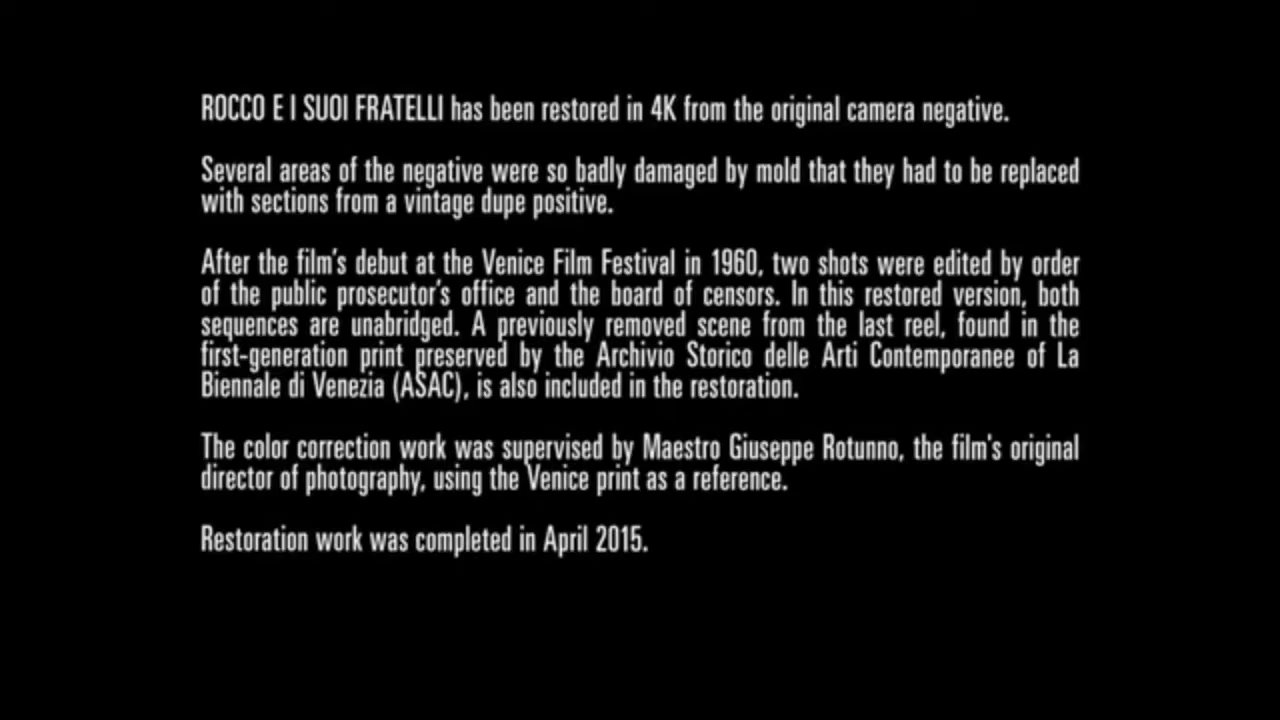 ROCCO E I SUOI FRATELLI has been restored in 4K from the original camera negative.
Several areas of the negative were so badly damaged by mold that they had to be replaced
with sections from a vintage dupe positive.
After the film's debut at the Venice Film Festival in 1960, two shots were edited by order
of the public prosecutor's office and the board of censors. In this restored version, both
sequences are unabridged. A previously removed scene from the last reel, found in the
first-generation print preserved by the Archivio Storico delle Arti Contemporanee of La
Biennale di Venezia (ASAC), is also included in the restoration.
The color correction work was supervised by Maestro Giuseppe Rotunno, the film's original
director of photography, using the Venice print as a reference.
Restoration work was completed in April 2015.